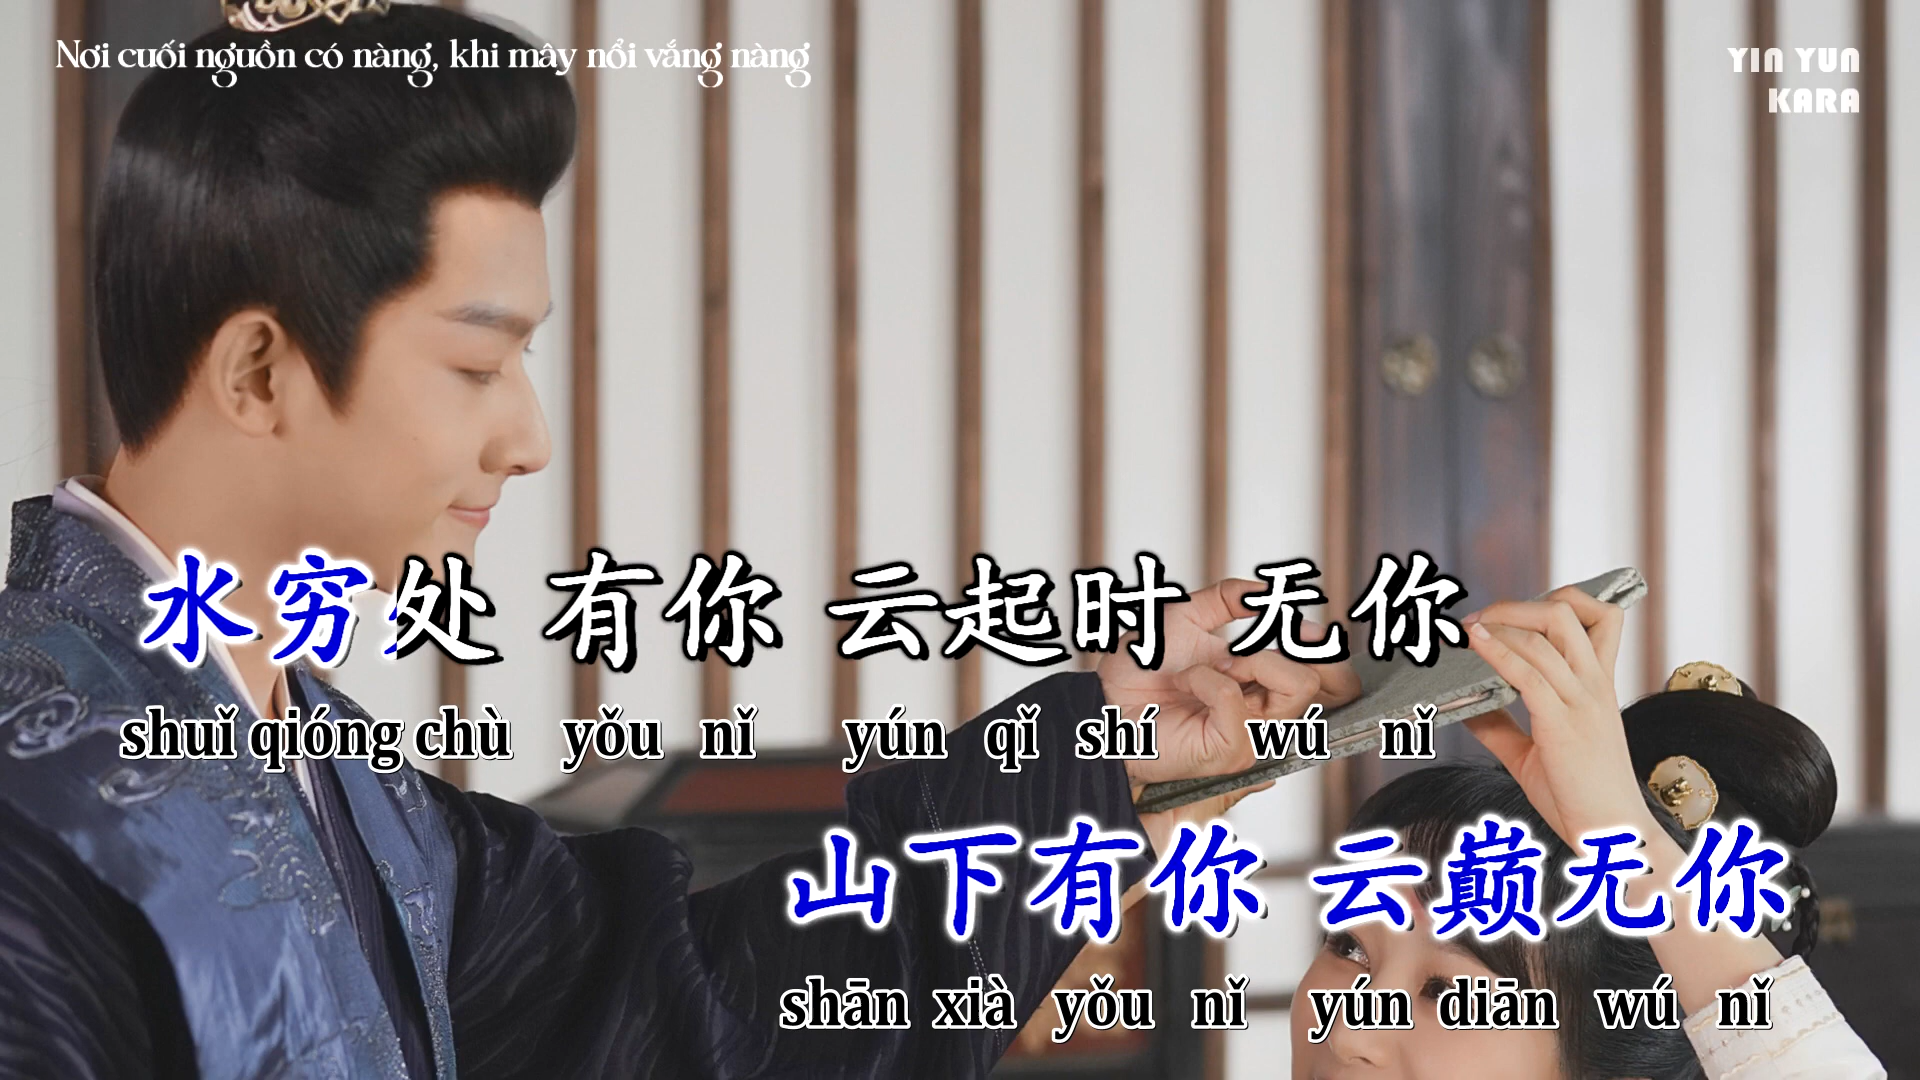 Nơi cuối nguồn có nàng, khi mây nổi vắng nàng
YIN YUN
KARA
水穷处 有你 云起时 无你
shuǐ qióng chù yǒu nǐ yún qǐ shí wú nǐ
山下有你 云巅无你
shān xià yǒu nǐ yún diān wú nǐ